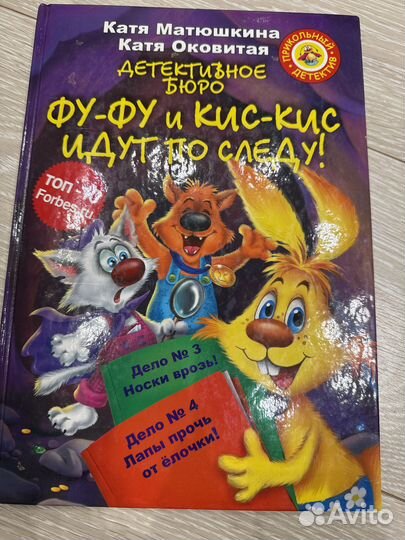 Катя Матюшкина
Катя Оковитая
ПРИКОЛЬНЫЙ
ДЕТЕКТИВ
ДЕТЕКТИВНОЕ
БЮРО
ФУ-ФУ и КИС-КИС
ИДУТ ПО СЛЕДУ!
ТОП -
Forbes.ru
Дело № 3
Носки врозь!
Дело № 4
Лапы прочь
от ёлочки!
Avito